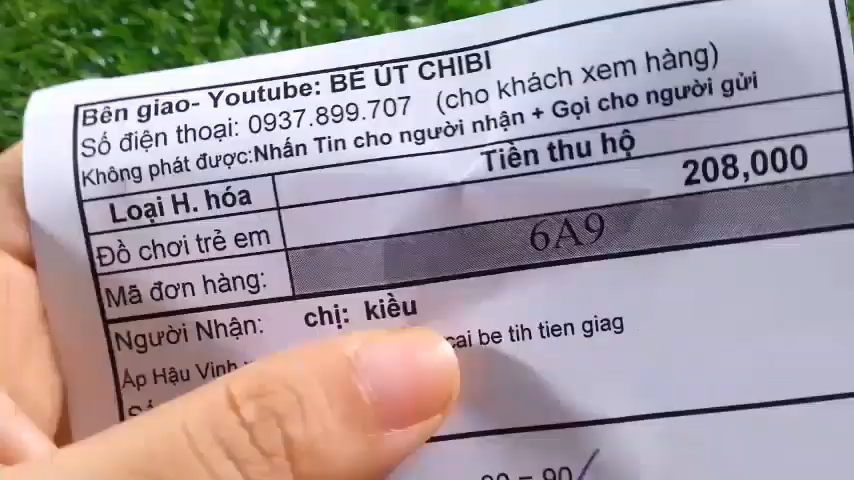 Bên giao- Youtube: BÉ ÚT CHIBI
Số điện thoại: 0937.899.707 (cho khách xem hàng)
Không phát được:Nhắn Tin cho người nhận + Gọi cho người gửi
Loại H. hóa Tiền thu hộ
Đồ chơi trẻ em 208,000
Mã đơn hàng: 6A9
Người Nhận: chị: kiều
Ấp Hậu Vinh cai be tih tien giag